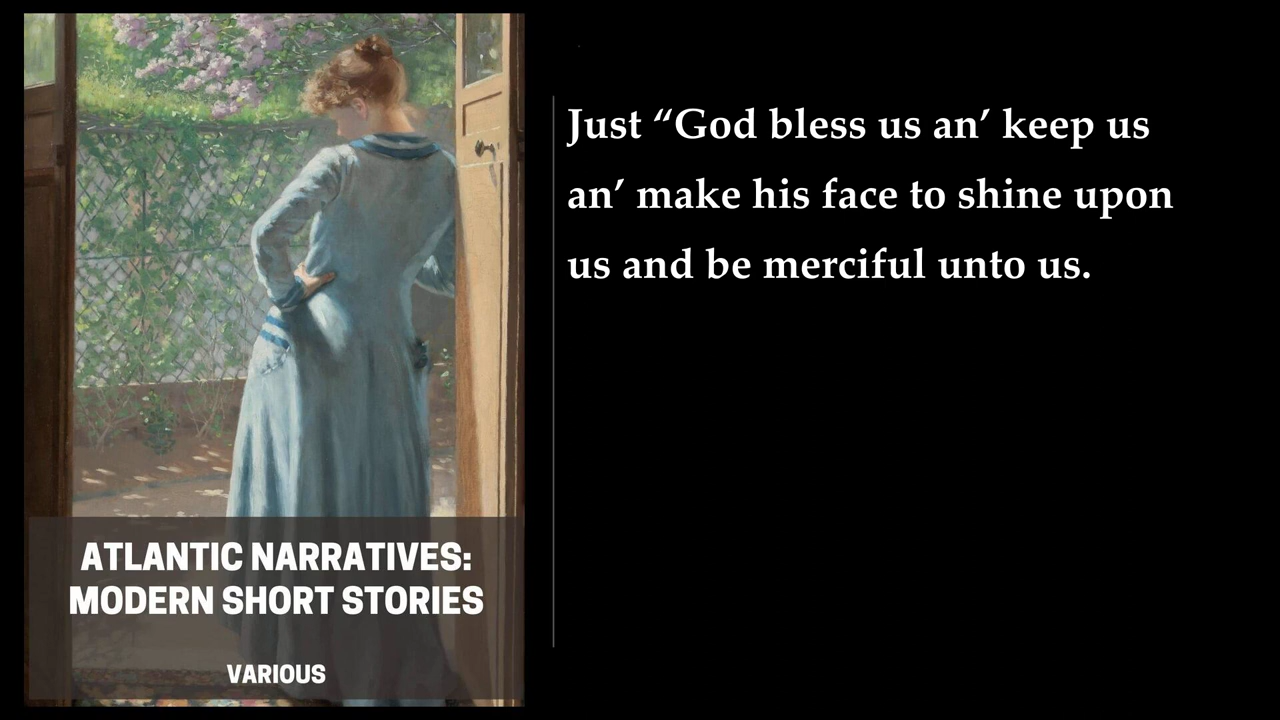 Just “God bless us an’ keep us
an’ make his face to shine upon
us and be merciful unto us.
ATLANTIC NARRATIVES:
MODERN SHORT STORIES
VARIOUS